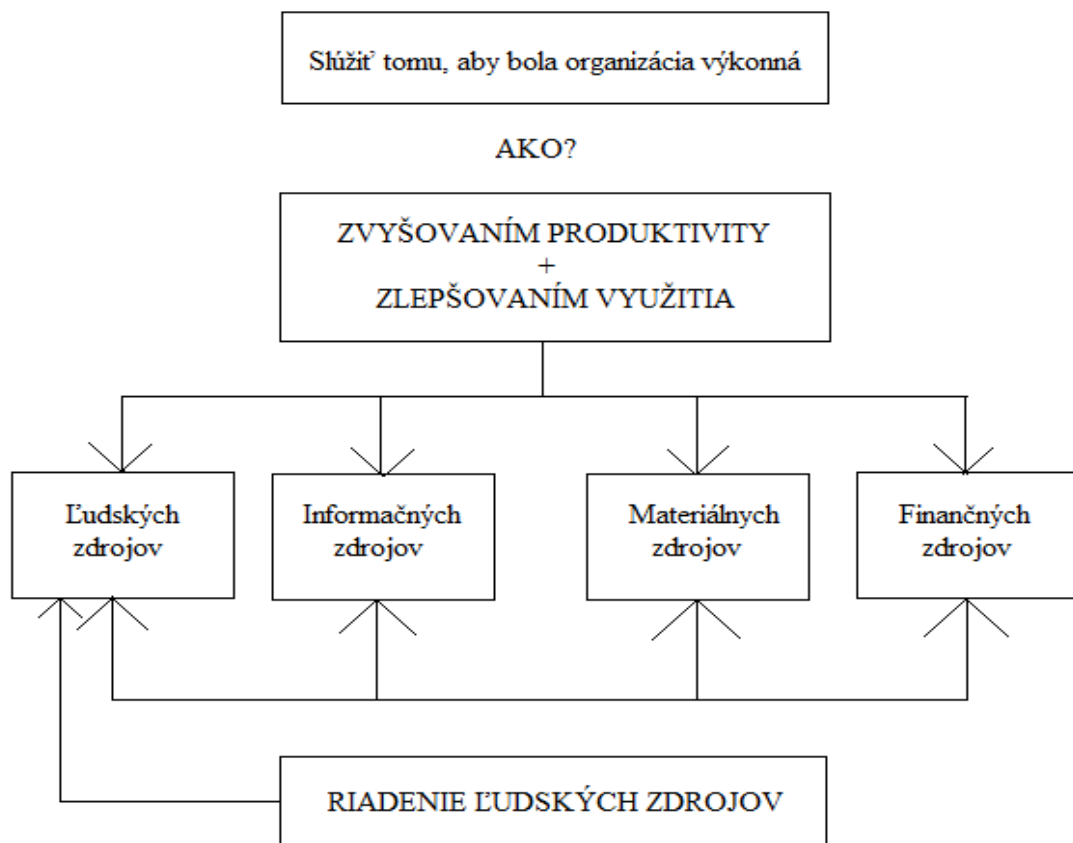 Slúžiť tomu, aby bola organizácia výkonná
AKO?
ZVYŠOVANÍM PRODUKTIVITY
+
ZLEPŠOVANÍM VYUŽITIA
Ľudských
zdrojov
Informačných
zdrojov
Materiálnych
zdrojov
Finančných
zdrojov
RIADENIE ĽUDSKÝCH ZDROJOV